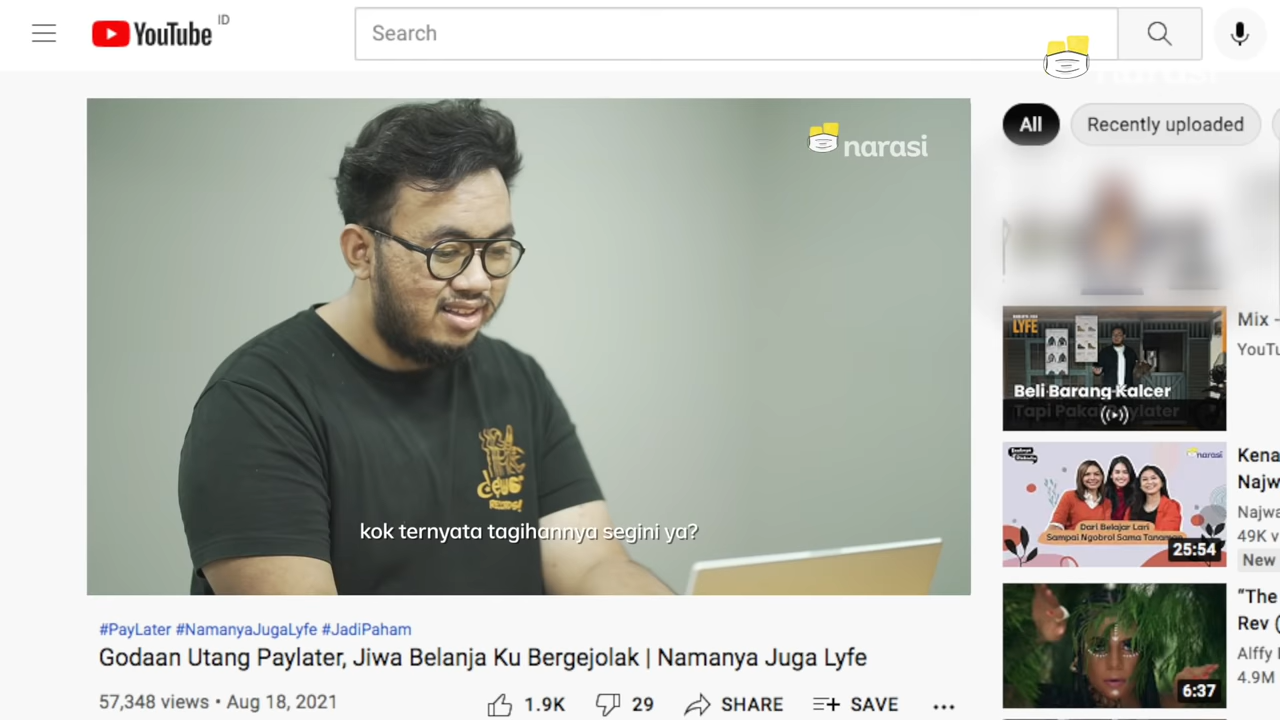 YouTube ID
Search
narasi
narasi
All
Recently uploaded
LYFE
Beli Barang Kalcer
Mix -
YouTu
kok ternyata tagihannya segini ya?
Kena
Najw
narasi
Dari Belajar Lari
Sampai Ngobrol Sama Tanam
25:54
Najwa
49K v
New
"The
Rev (
Alffy
4.9M
6:37
#PayLater #NamanyaJugaLyfe #JadiPaham
Godaan Utang Paylater, Jiwa Belanja Ku Bergejolak | Namanya Juga Lyfe
57,348 views • Aug 18, 2021
1.9K
29
SHARE
SAVE